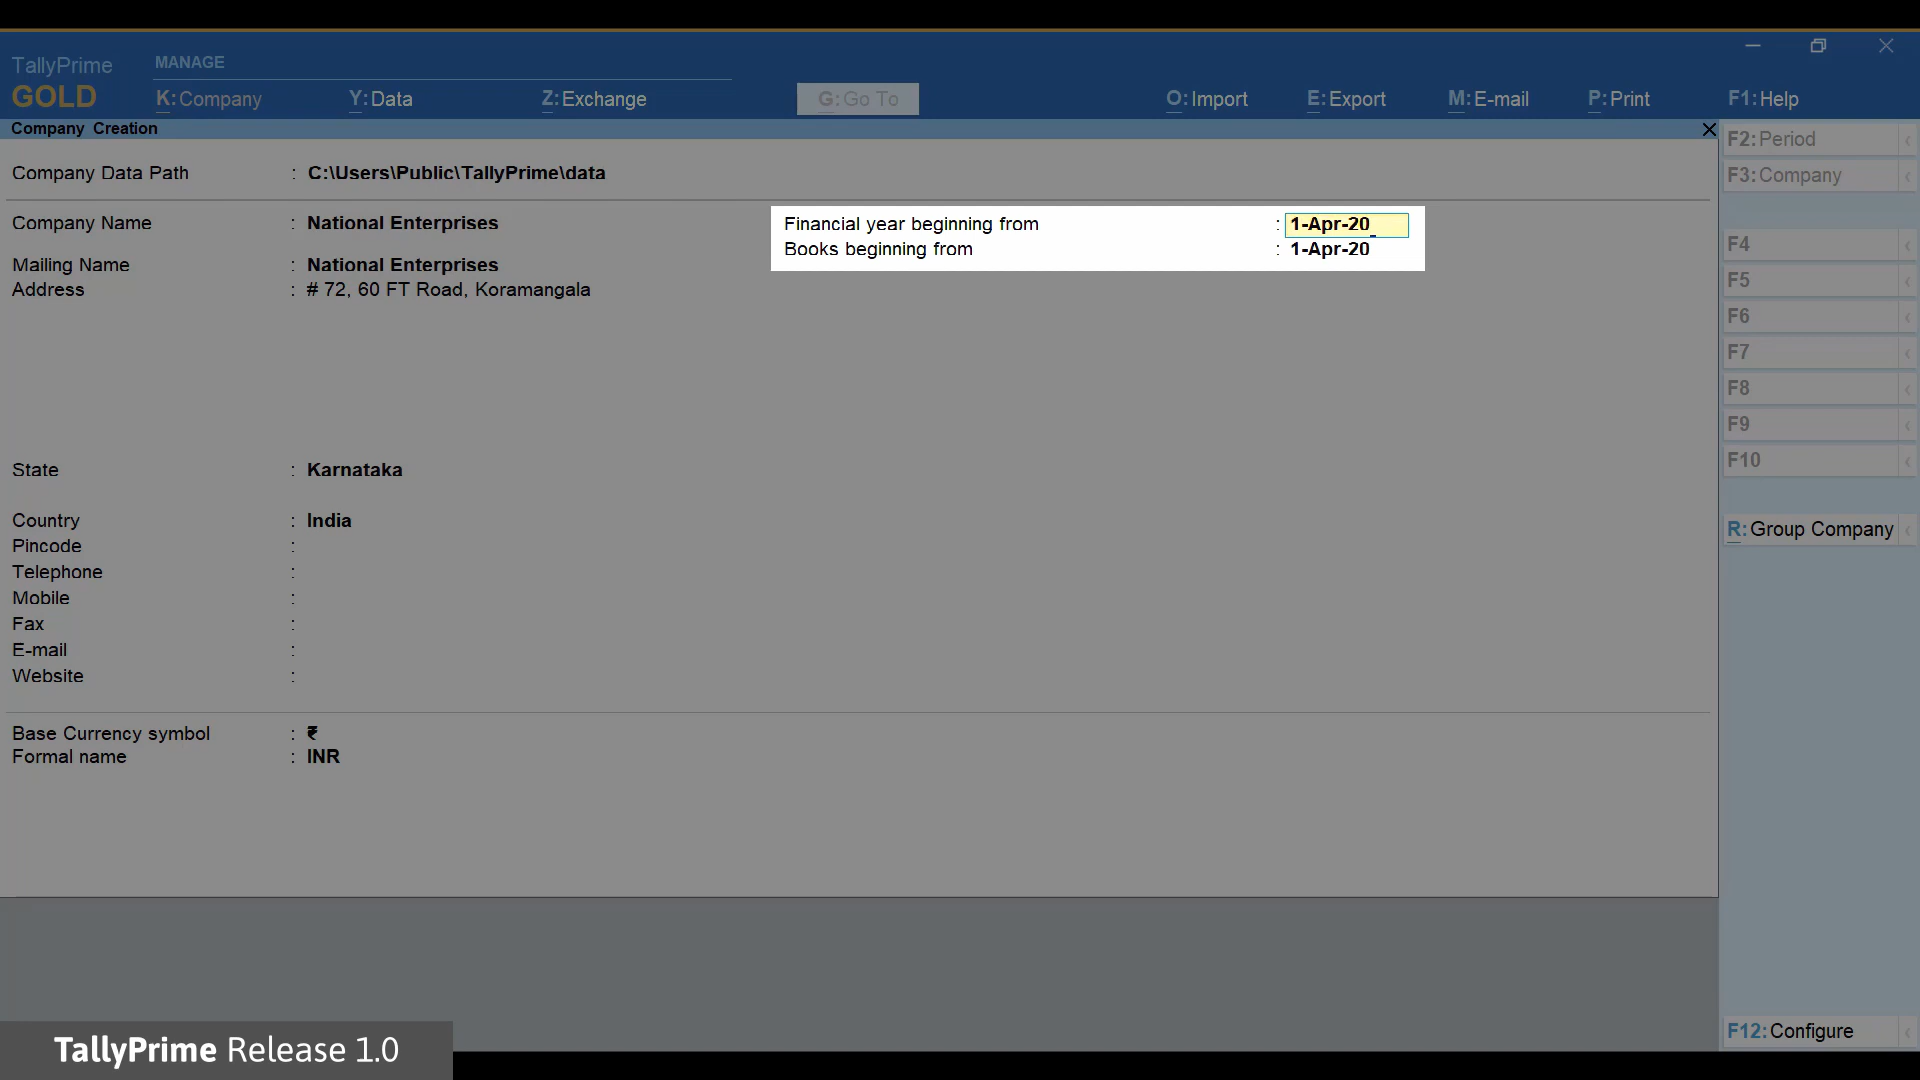 TallyPrime
GOLD
MANAGE
K:Company Y:Data Z:Exchange G:Go To O:Import E:Export M:E-mail P:Print F1:Help
Company Creation
Company Data Path : C:\Users\Public\TallyPrime\data
Company Name : National Enterprises
Financial year beginning from : 1-Apr-20
Books beginning from : 1-Apr-20
Mailing Name : National Enterprises
Address : # 72, 60 FT Road, Koramangala
State : Karnataka
Country : India
Pincode :
Telephone :
Mobile :
Fax :
E-mail :
Website :
Base Currency symbol : ₹
Formal name : INR
F2:Period
F3:Company
F4
F5
F6
F7
F8
F9
F10
R:Group Company
F12:Configure
TallyPrime Release 1.0